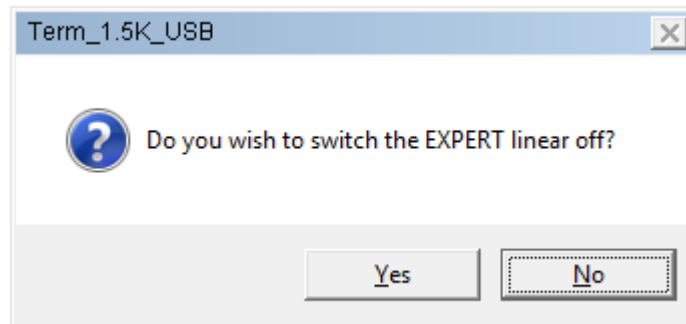 Term_1.5K_USB
Do you wish to switch the EXPERT linear off?
Yes
No